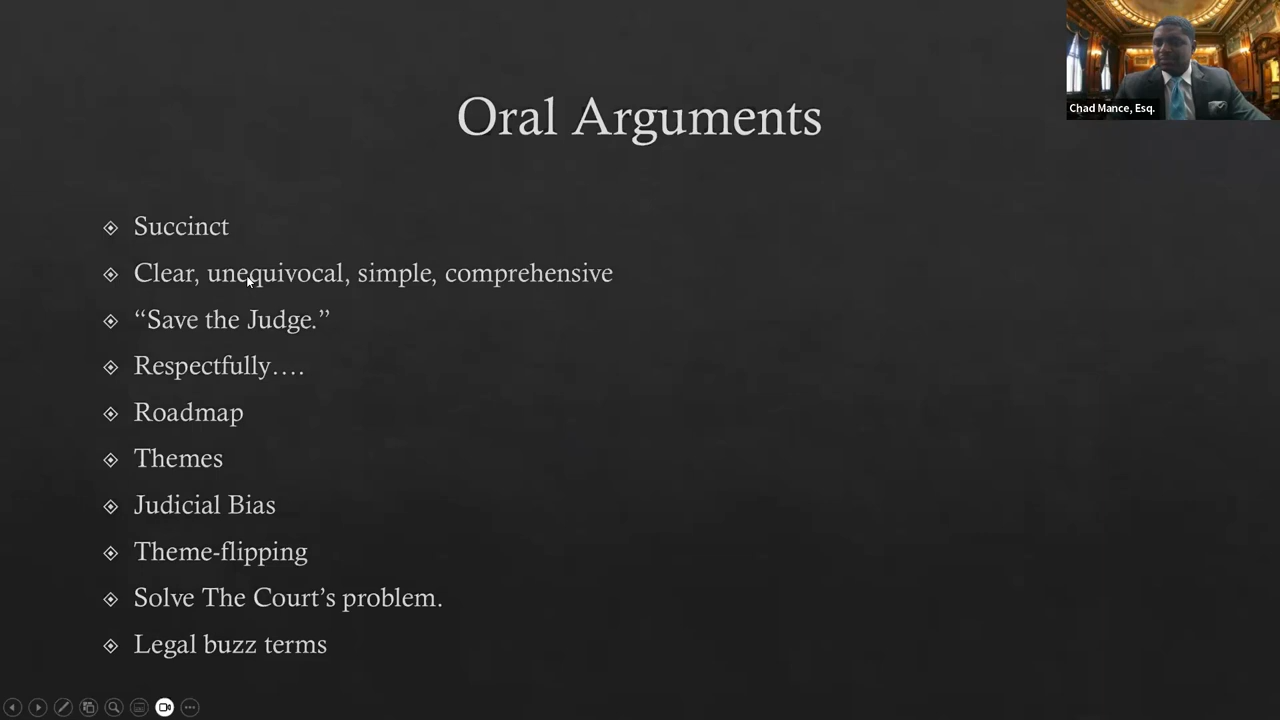 Chad Mance, Esq.
Oral Arguments
Succinct
Clear, unequivocal, simple, comprehensive
“Save the Judge.”
Respectfully….
Roadmap
Themes
Judicial Bias
Theme-flipping
Solve The Court’s problem.
Legal buzz terms